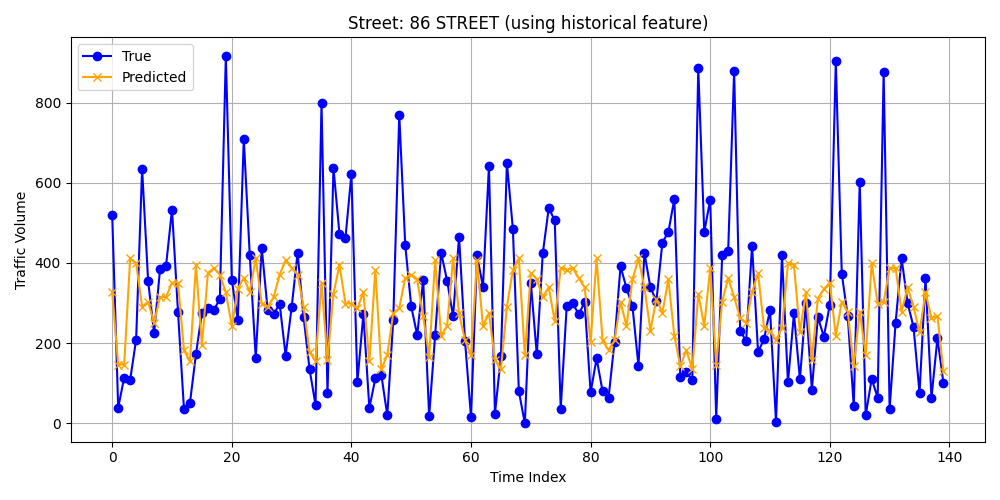 Street: 86 STREET (using historical feature)
True
Predicted
Traffic Volume
800
600
400
200
0
0 20 40 60 80 100 120 140
Time Index